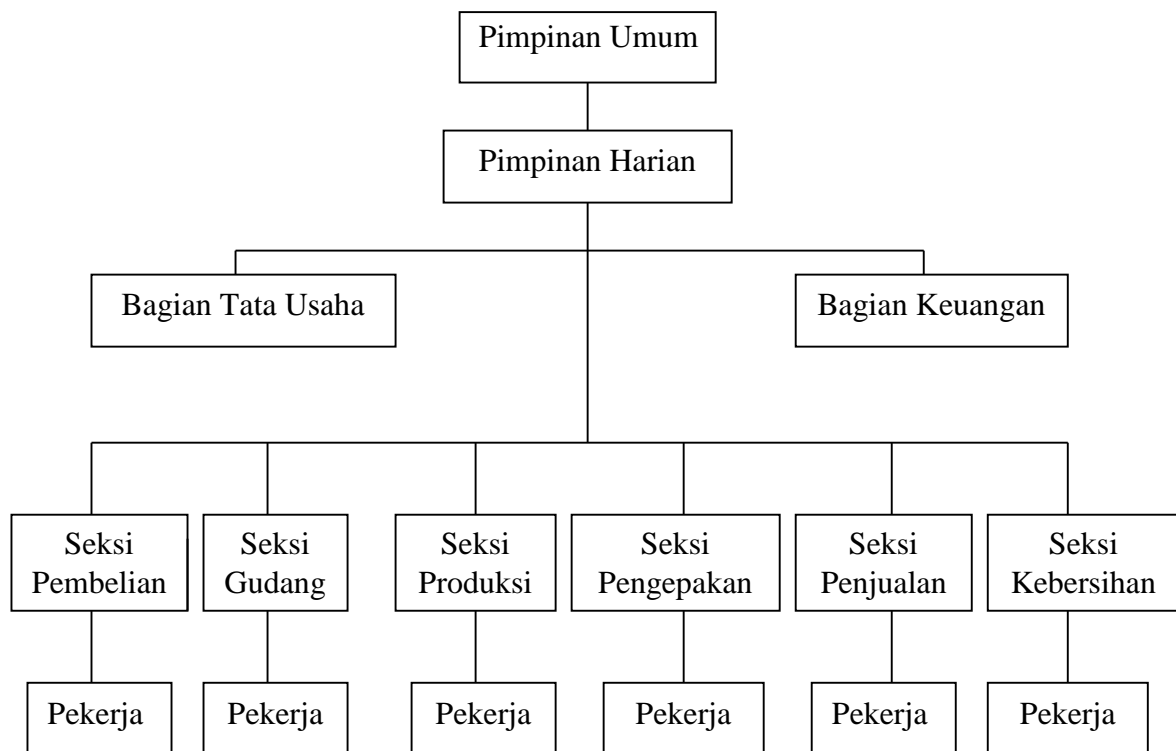 Pimpinan Umum
Pimpinan Harian
Bagian Tata Usaha
Bagian Keuangan
Seksi
Pembelian
Seksi
Gudang
Seksi
Produksi
Seksi
Pengepakan
Seksi
Penjualan
Seksi
Kebersihan
Pekerja
Pekerja
Pekerja
Pekerja
Pekerja
Pekerja